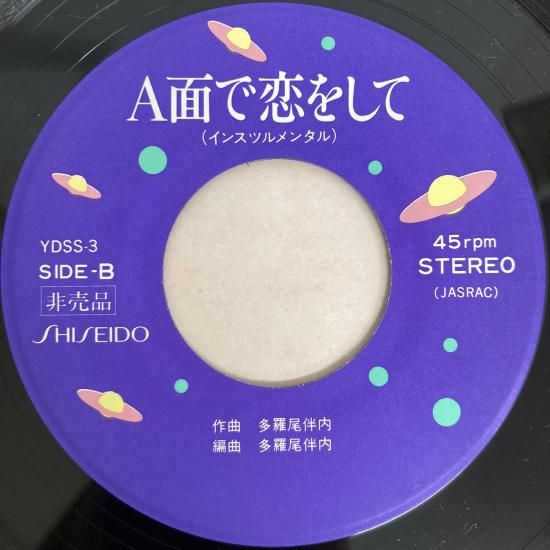 A面で恋をして
(インスツルメンタル)
YDSS-3
SIDE-B
非売品
SHISEIDO
45rpm
STEREO
(JASRAC)
作曲 多羅尾伴内
編曲 多羅尾伴内